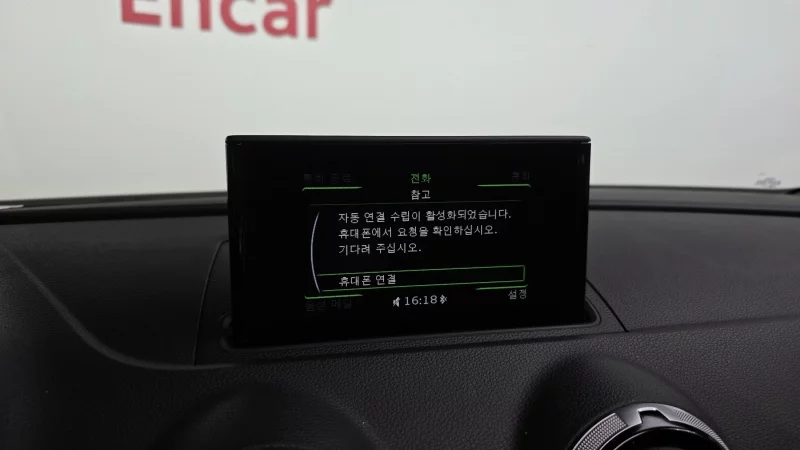 Encar
전화
참고
자동 연결 수립이 활성화되었습니다.
휴대폰에서 요청을 확인하십시오.
기다려 주십시오.
휴대폰 연결
16:18
설정